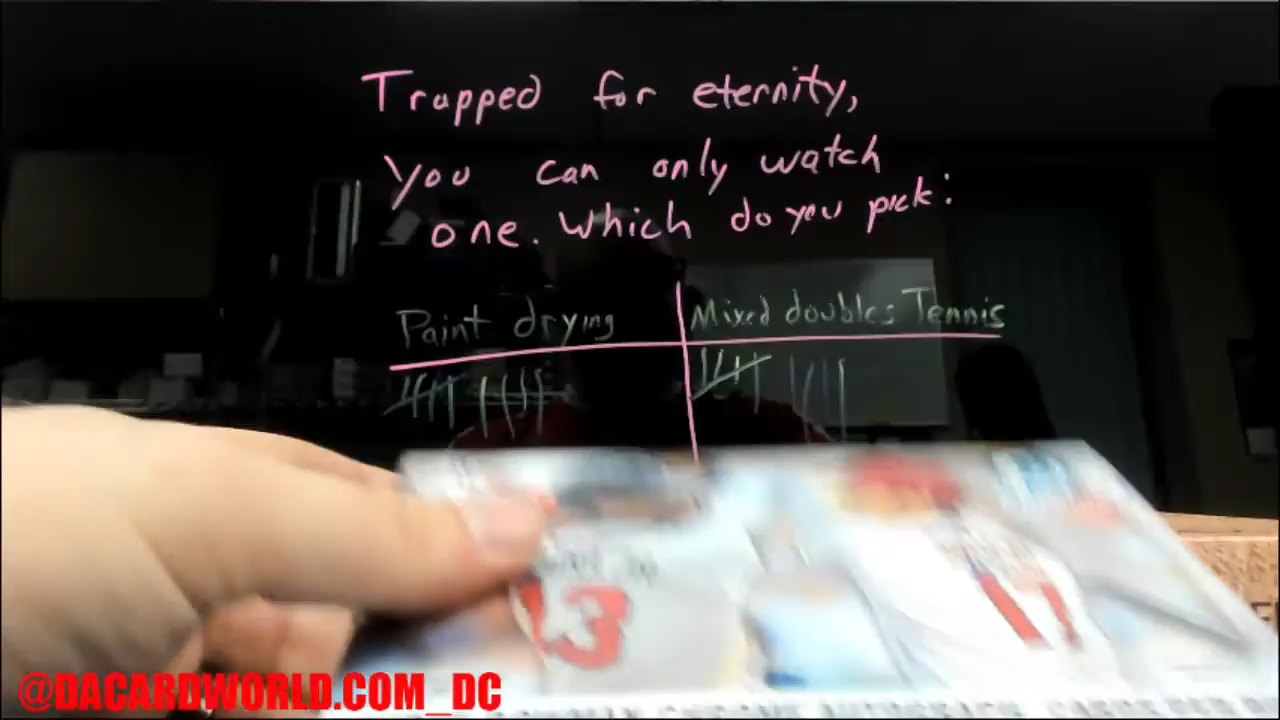 Trapped for eternity,
You can only watch
one. Which do you pick:
Paint drying
Mixed doubles Tennis
13
@DACARDWORLD.COM_DC